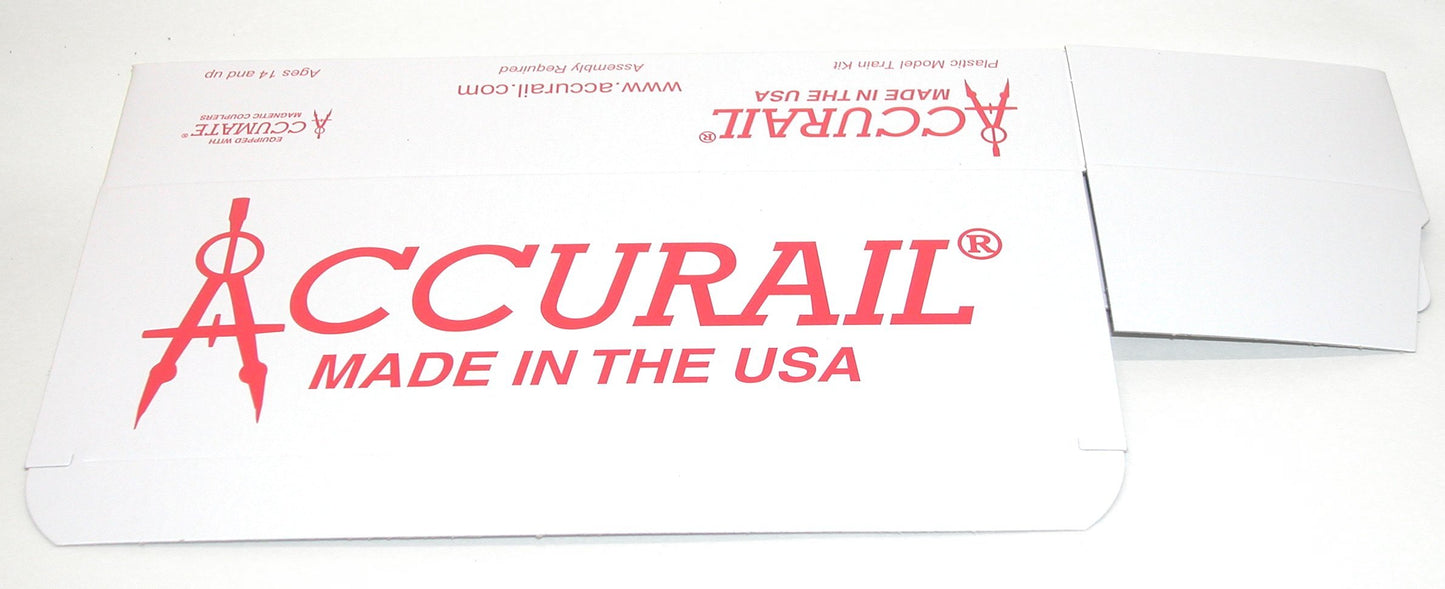 ACCURAIL®
MADE IN THE USA
ACCURAIL®
MADE IN THE USA
Plastic Model Train Kit
www.accurail.com
Assembly Required
EQUIPPED WITH
ACCUMATE®
MAGNETIC COUPLERS
Ages 14 and up